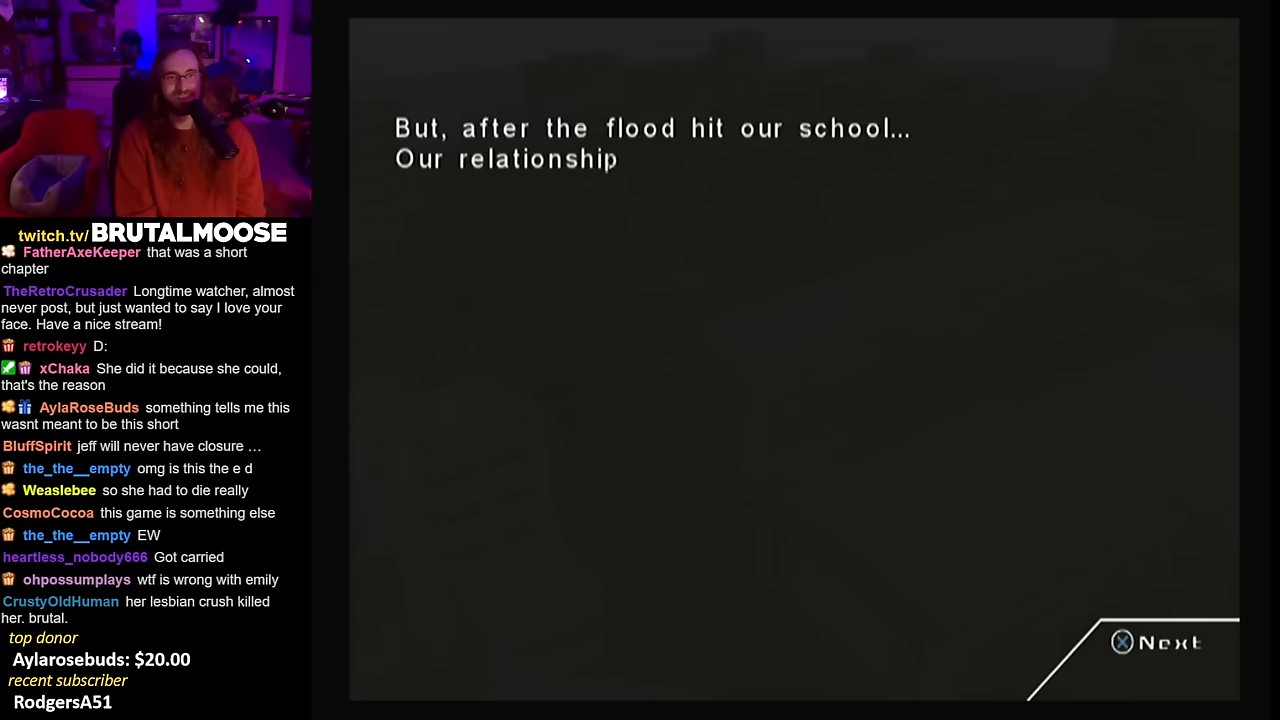 But, after the flood hit our school...
Our relationship
Next
twitch.tv/BRUTALMOOSE
FatherAxeKeeper that was a short
chapter
TheRetroCrusader Longtime watcher, almost
never post, but just wanted to say I love your
face. Have a nice stream!
retrokeyy D:
xChaka She did it because she could,
that's the reason
AylaRoseBuds something tells me this
wasnt meant to be this short
BluffSpirit jeff will never have closure …
the_the__empty omg is this the e d
Weaslebee so she had to die really
CosmoCocoa this game is something else
the_the__empty EW
heartless_nobody666 Got carried
ohpossumplays wtf is wrong with emily
CrustyOldHuman her lesbian crush killed
her. brutal.
top donor
Aylarosebuds: $20.00
recent subscriber
RodgersA51